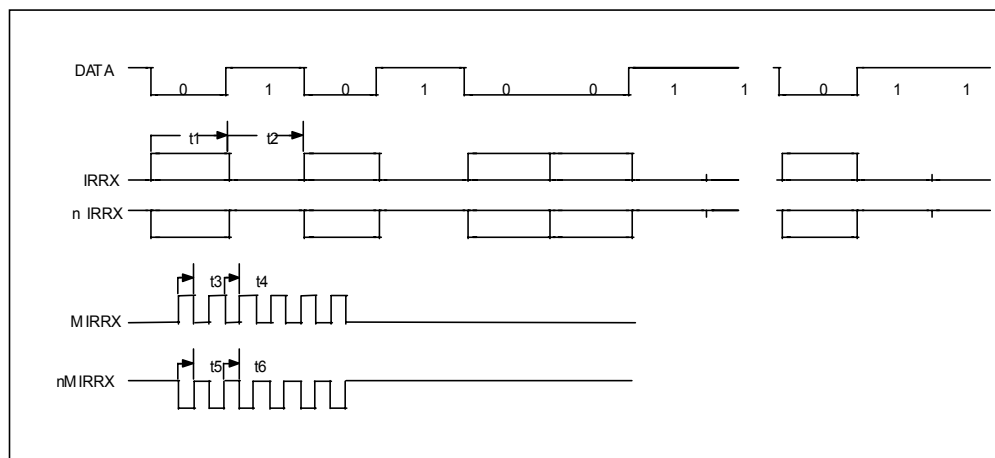 DATA
0 1 0 1 0 0 1 1 0 1 1
t1 t2
IRRX
n IRRX
t3 t4
MIRRX
t5 t6
nMIRRX